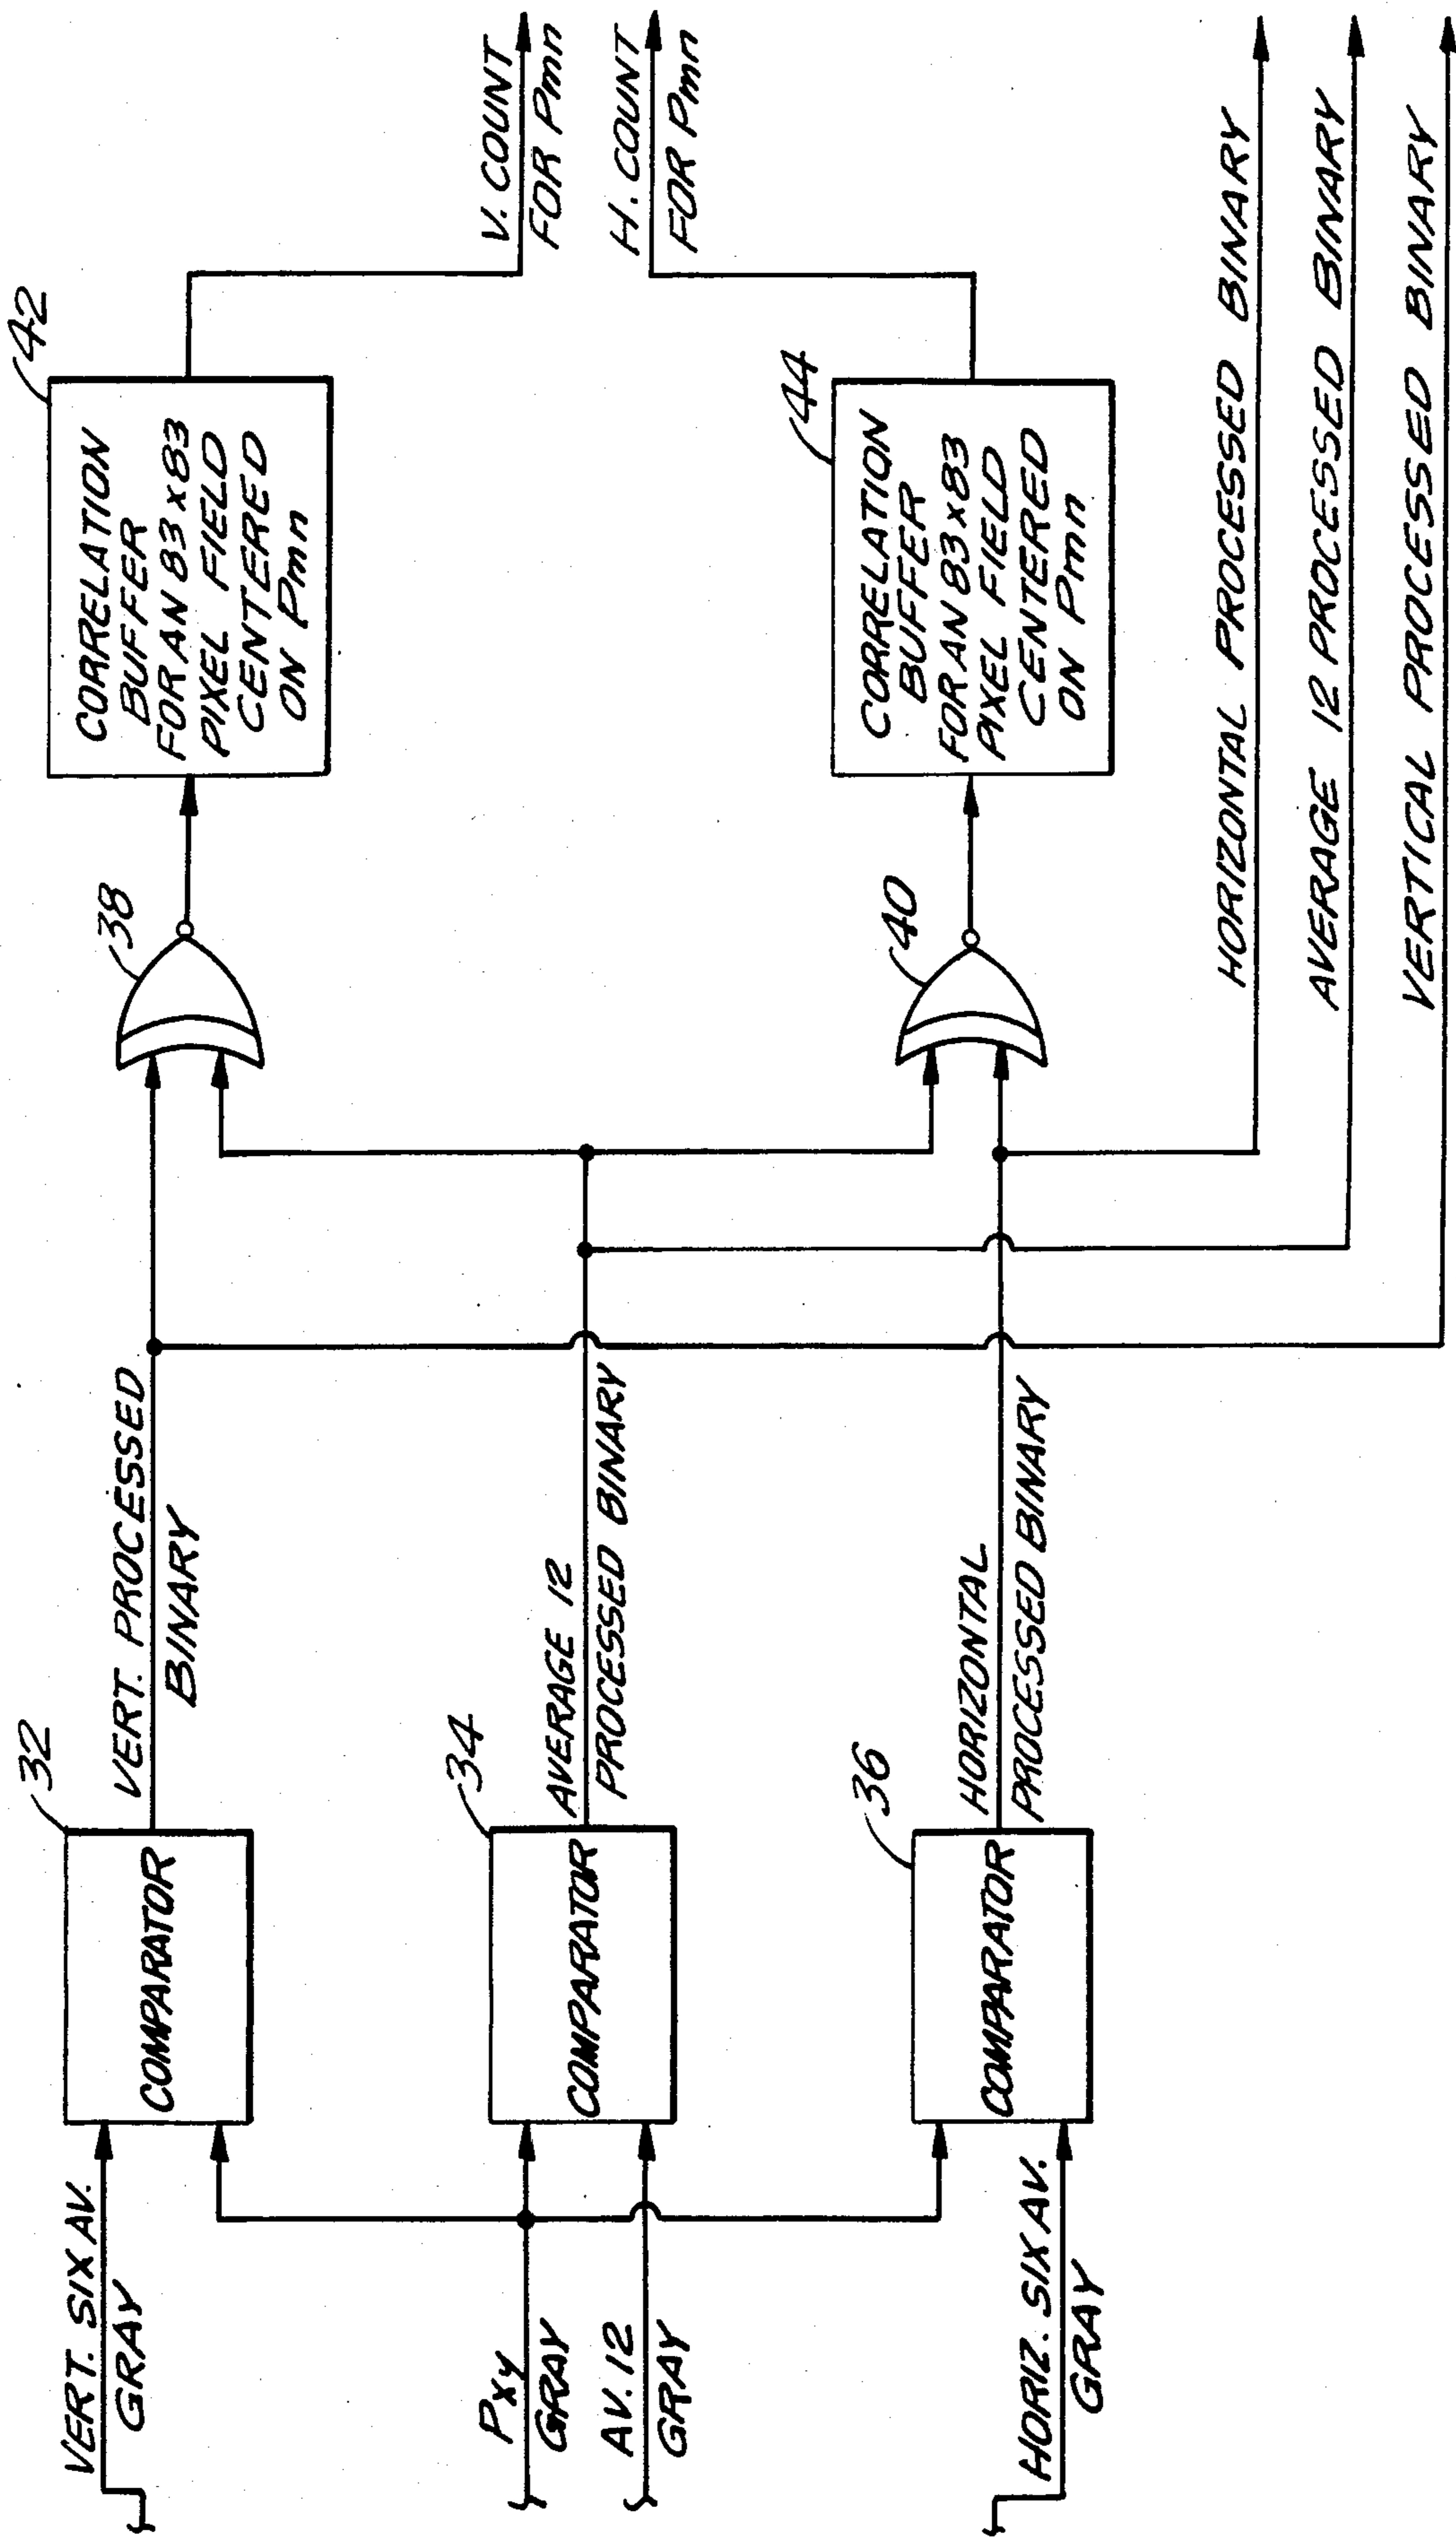 VERT. SIX AV.
GRAY
32
COMPARATOR
VERT. PROCESSED
BINARY
38
42
CORRELATION
BUFFER
FOR AN 83 x 83
PIXEL FIELD
CENTERED
ON Pmn
V. COUNT
FOR Pmn
Pxy
GRAY
AV. 12
GRAY
34
COMPARATOR
AVERAGE 12
PROCESSED BINARY
H. COUNT
FOR Pmn
HORIZ. SIX AV.
GRAY
36
COMPARATOR
HORIZONTAL
PROCESSED BINARY
40
44
CORRELATION
BUFFER
FOR AN 83 x 83
PIXEL FIELD
CENTERED
ON Pmn
HORIZONTAL PROCESSED BINARY
AVERAGE 12 PROCESSED BINARY
VERTICAL PROCESSED BINARY